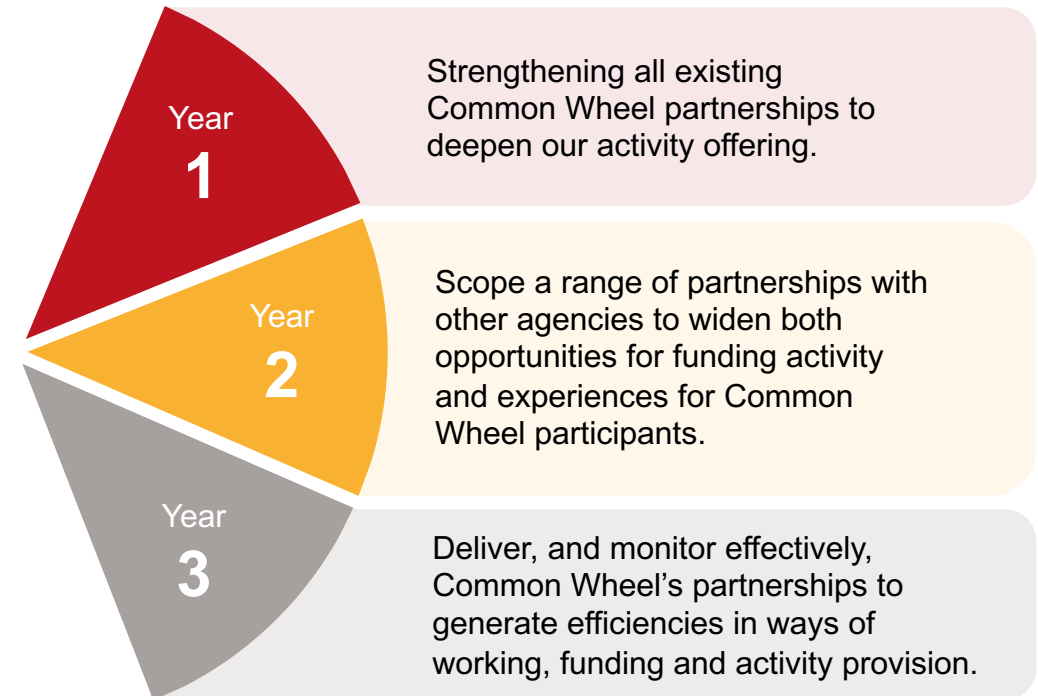 Year
1
Strengthening all existing
Common Wheel partnerships to
deepen our activity offering.
Year
2
Scope a range of partnerships with
other agencies to widen both
opportunities for funding activity
and experiences for Common
Wheel participants.
Year
3
Deliver, and monitor effectively,
Common Wheel’s partnerships to
generate efficiencies in ways of
working, funding and activity provision.